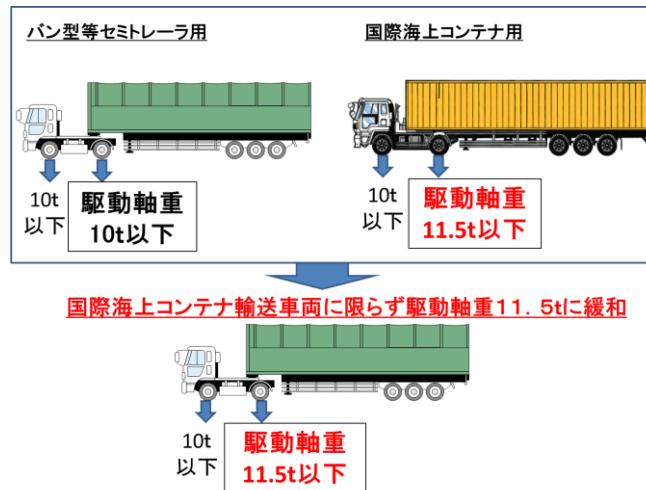 バン型等セミトレーラ用
国際海上コンテナ用
10t
以下
駆動軸重
10t以下
10t
以下
駆動軸重
11.5t以下
国際海上コンテナ輸送車両に限らず駆動軸重11．5tに緩和
10t
以下
駆動軸重
11.5t以下